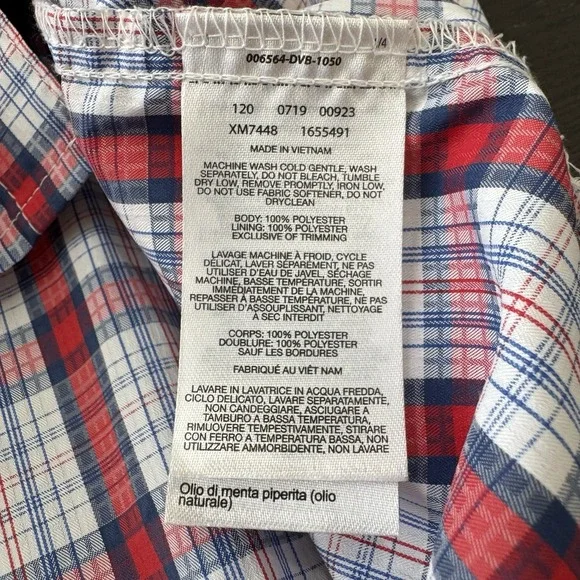 1/4
006564-DVB-1050
120 0719 00923
XM7448 1655491
MADE IN VIETNAM
MACHINE WASH COLD GENTLE, WASH
SEPARATELY, DO NOT BLEACH, TUMBLE
DRY LOW, REMOVE PROMPTLY, IRON LOW,
DO NOT USE FABRIC SOFTENER, DO NOT
DRYCLEAN
BODY: 100% POLYESTER
LINING: 100% POLYESTER
EXCLUSIVE OF TRIMMING
LAVAGE MACHINE À FROID, CYCLE
DÉLICAT, LAVER SÉPARÉMENT, NE PAS
UTILISER D'EAU DE JAVEL, SÉCHAGE
MACHINE, BASSE TEMPÉRATURE, SORTIR
IMMÉDIATEMENT DE LA MACHINE,
REPASSER À BASSE TEMPÉRATURE, NE PAS
UTILISER D'ASSOUPLISSANT, NETTOYAGE
À SEC INTERDIT
CORPS: 100% POLYESTER
DOUBLURE: 100% POLYESTER
SAUF LES BORDURES
FABRIQUÉ AU VIÊT NAM
LAVARE IN LAVATRICE IN ACQUA FREDDA,
CICLO DELICATO, LAVARE SEPARATAMENTE,
NON CANDEGGIARE, ASCIUGARE A
TAMBURO A BASSA TEMPERATURA,
RIMUOVERE TEMPESTIVAMENTE, STIRARE
CON FERRO A TEMPERATURA BASSA, NON
UTILIZZARE AMMORBIDENTE, NON LAVARE
Olio di menta piperita (olio
naturale)